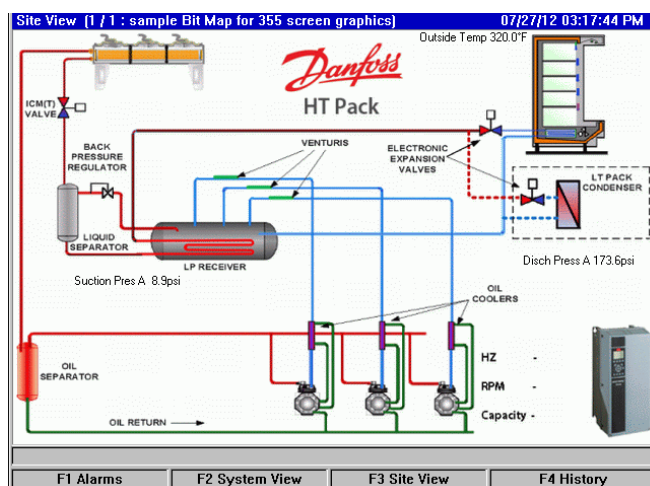 Site View (1 / 1 : sample Bit Map for 355 screen graphics) 07/27/12 03:17:44 PM
Outside Temp 320.0°F
Danfoss
HT Pack
ICM(T)
VALVE
BACK
PRESSURE
REGULATOR
VENTURIS
ELECTRONIC
EXPANSION
VALVES
LT PACK
CONDENSER
LIQUID
SEPARATOR
LP RECEIVER
Suction Pres A 8.9psi
Disch Press A 173.6psi
OIL
COOLERS
OIL
SEPARATOR
HZ -
RPM -
Capacity -
OIL RETURN
F1 Alarms F2 System View F3 Site View F4 History